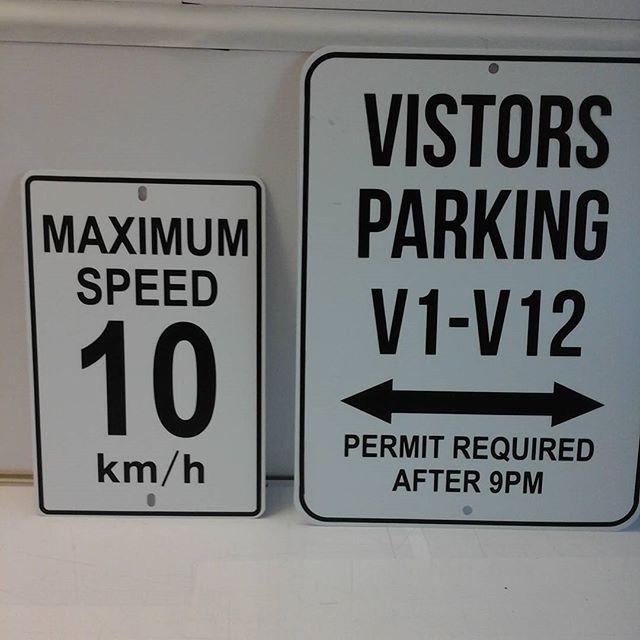 MAXIMUM
SPEED
10
km/h
VISTORS
PARKING
V1-V12
PERMIT REQUIRED
AFTER 9PM